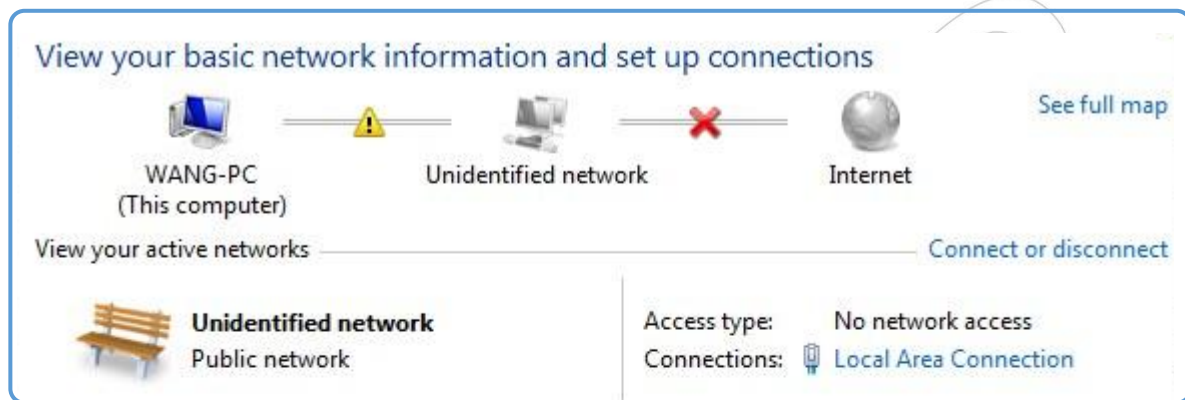 View your basic network information and set up connections
See full map
WANG-PC
(This computer)
Unidentified network
Internet
View your active networks
Connect or disconnect
Unidentified network
Public network
Access type: No network access
Connections: Local Area Connection